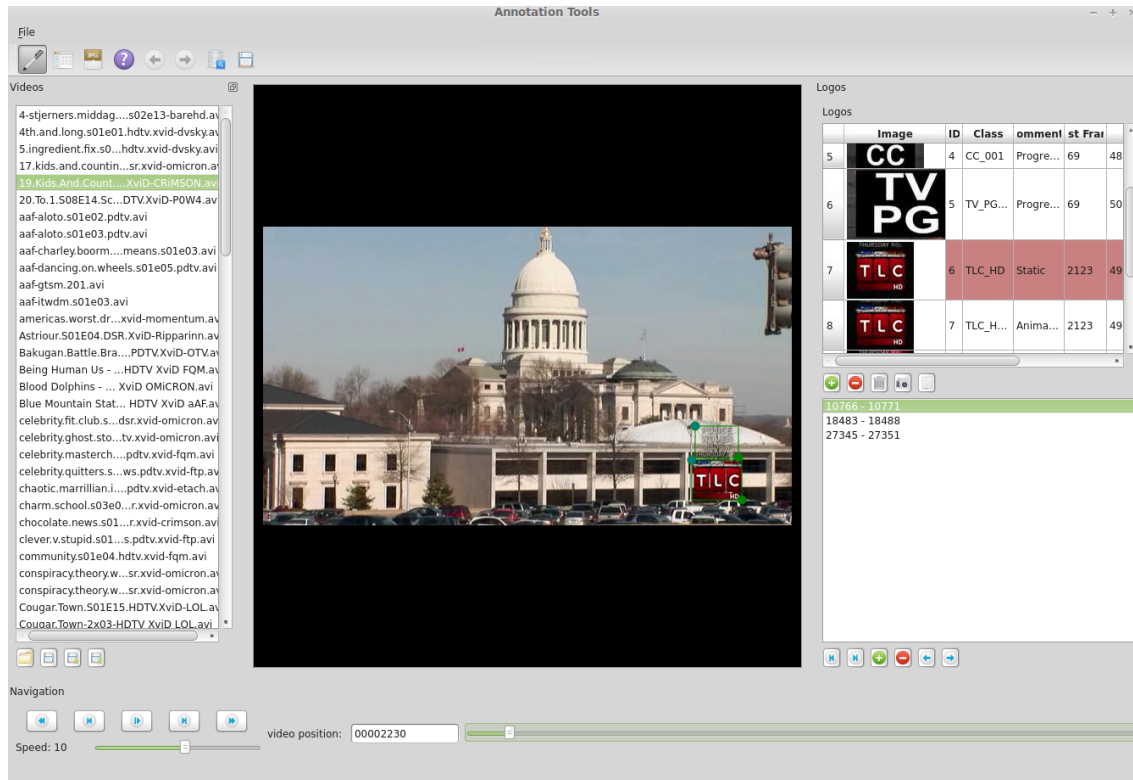 Annotation Tools
File
JPG
Videos
4-stjerners.middag....s02e13-barehd.av
4th.and.long.s01e01.hdtv.xvid-dvsky.av
5.ingredient.fix.s0...hdtv.xvid-dvsky.avi
17.kids.and.countin...sr.xvid-omicron.av
19.Kids.And.Count....XviD-CRiMSON.avi
20.To.1.S08E14.Sc...DTV.XviD-P0W4.avi
aaf-aloto.s01e02.pdtv.avi
aaf-aloto.s01e03.pdtv.avi
aaf-charley.boorm....means.s01e03.avi
aaf-dancing.on.wheels.s01e05.pdtv.avi
aaf-gtsm.201.avi
aaf-itwdm.s01e03.avi
americas.worst.dr...xvid-momentum.av
Astriour.S01E04.DSR.XviD-Ripparinn.av
Bakugan.Battle.Bra....PDTV.XviD-OTV.av
Being Human Us - ...HDTV XviD FQM.av
Blood Dolphins - ... XviD OMiCRON.avi
Blue Mountain Stat... HDTV XviD aAF.av
celebrity.fit.club.s...dsr.xvid-omicron.avi
celebrity.ghost.sto...tv.xvid-omicron.avi
celebrity.masterch....pdtv.xvid-fqm.avi
celebrity.quitters.s...ws.pdtv.xvid-ftp.av
chaotic.marrillian.i....pdtv.xvid-etach.av
charm.school.s03e0...r.xvid-omicron.av
chocolate.news.s01...r.xvid-crimson.avi
clever.v.stupid.s01...s.pdtv.xvid-ftp.avi
community.s01e04.hdtv.xvid-fqm.avi
conspiracy.theory.w...sr.xvid-omicron.a
conspiracy.theory.w...sr.xvid-omicron.a
Cougar.Town.S01E15.HDTV.XviD-LOL.av
Cougar.Town-2x03-HDTV XviD LOL.avi
POLICE
WOMEN
TLC
HD
Logos
Logos
Image ID Class omment st Frar
5 CC 4 CC_001 Progre... 69 48
6 TV PG 5 TV_PG... Progre... 69 50
7 THURSDAY TLC HD 6 TLC_HD Static 2123 49
8 THURSDAY TLC HD 7 TLC_H... Anima... 2123 49
10766 - 10771
18483 - 18488
27345 - 27351
Navigation
Speed: 10
video position: 00002230